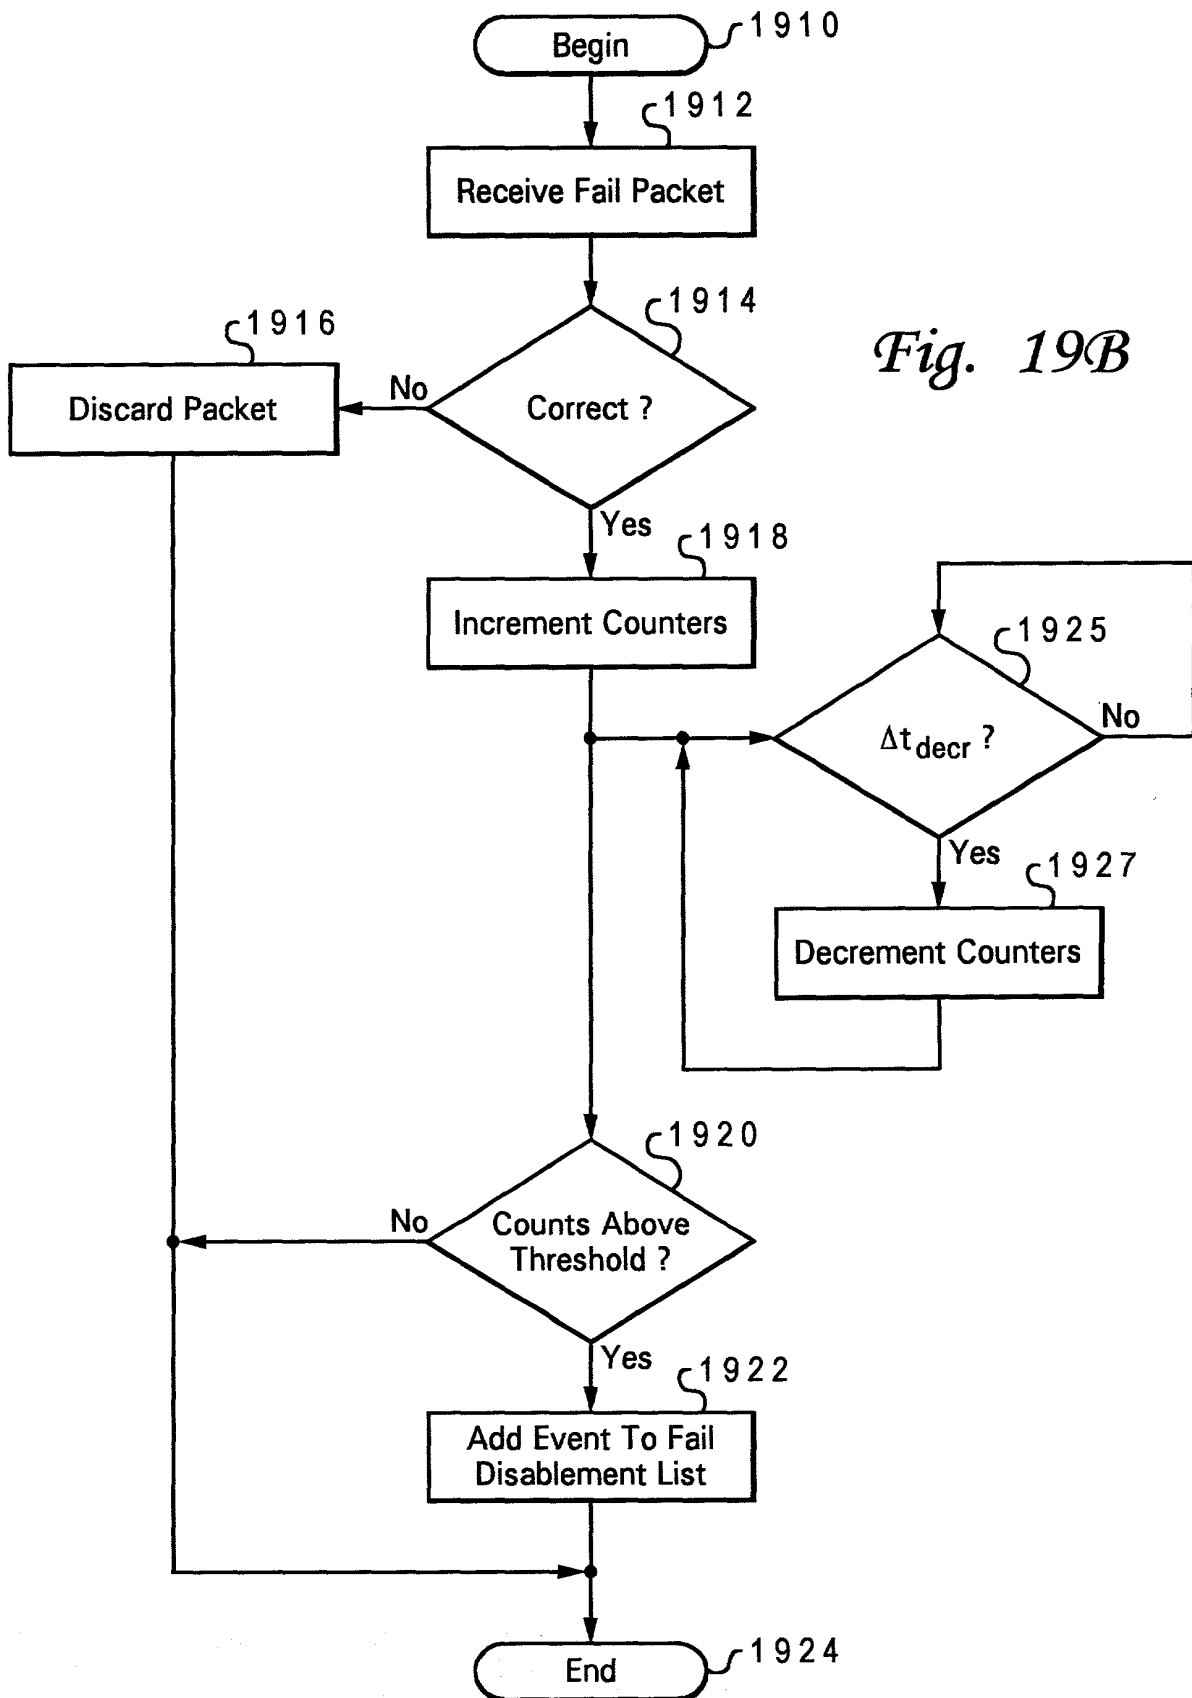 Begin
1910
1912
Receive Fail Packet
1914
1916
Fig. 19B
Discard Packet
No
Correct ?
Yes
1918
Increment Counters
1925
Δt_decr ?
No
Yes
1927
Decrement Counters
1920
No
Counts Above
Threshold ?
Yes
1922
Add Event To Fail
Disablement List
End
1924